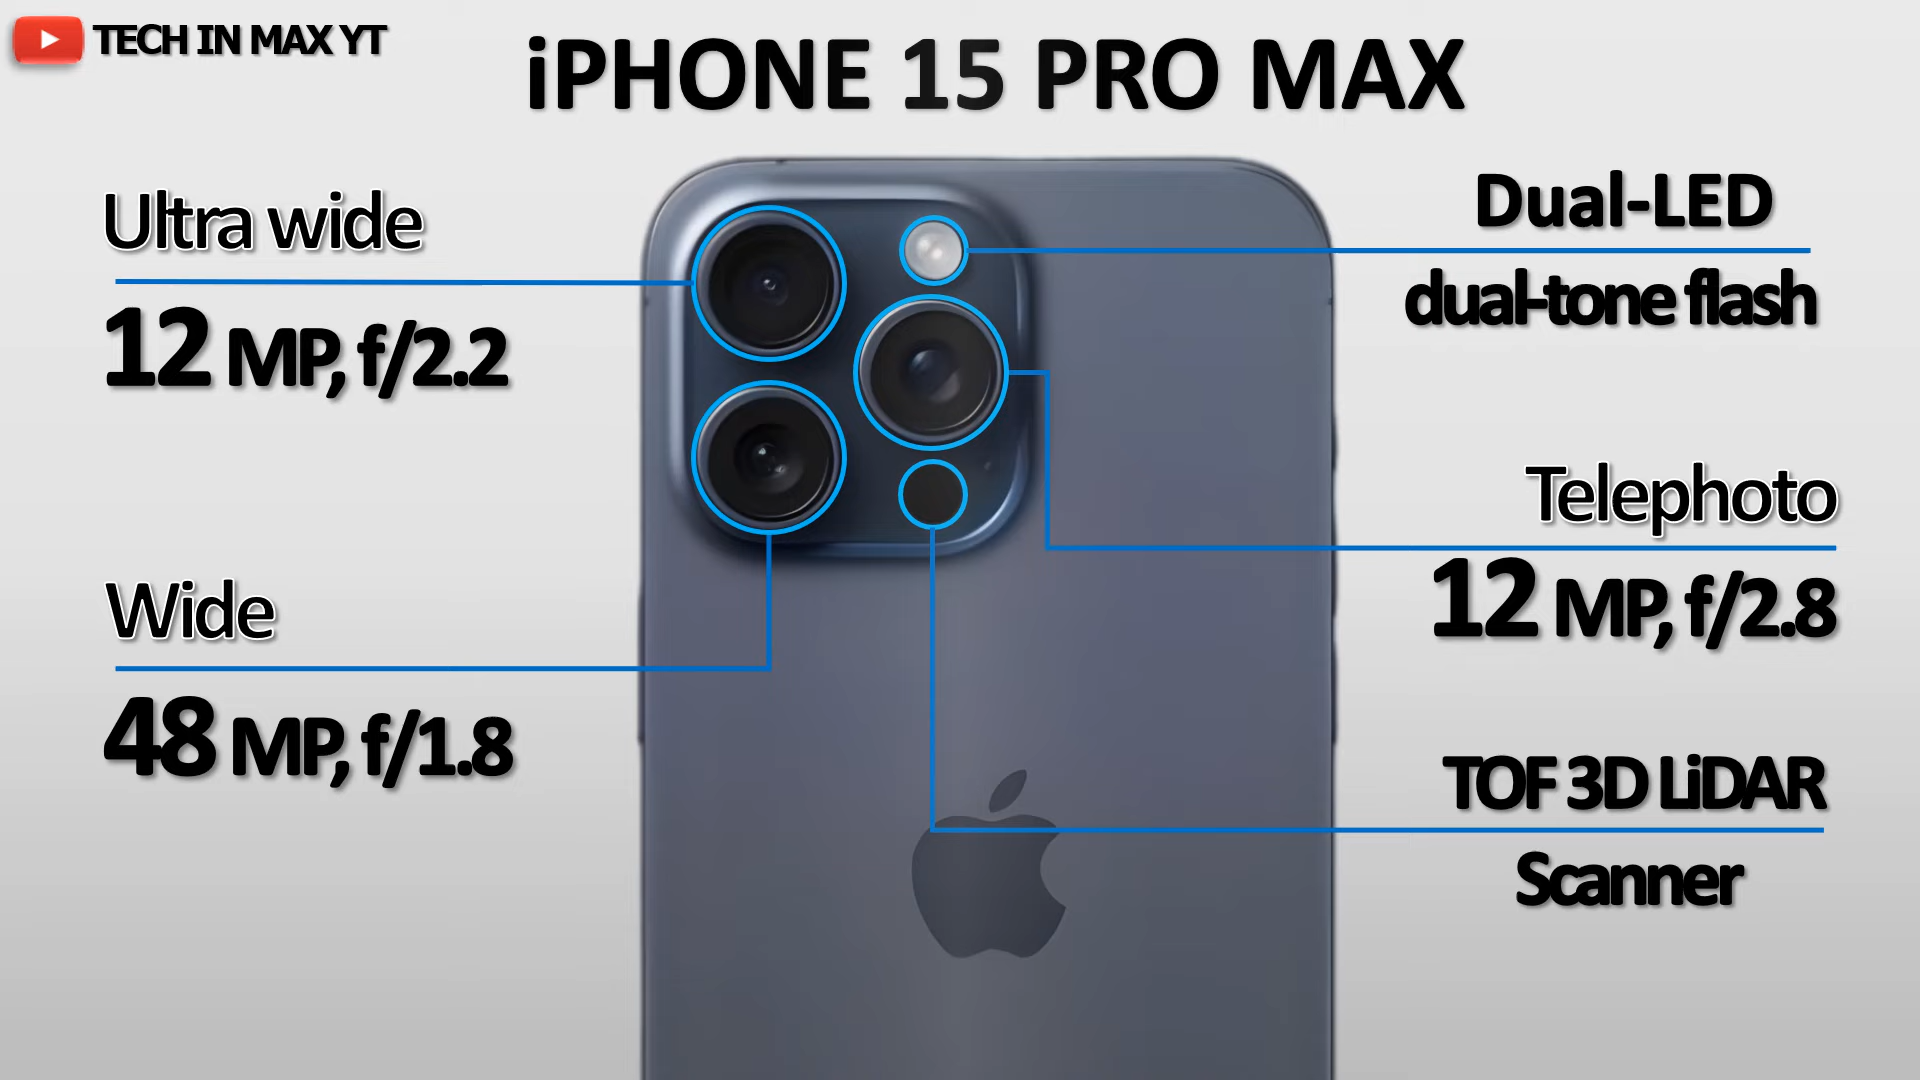 TECH IN MAX YT
iPHONE 15 PRO MAX
Ultra wide
12 MP, f/2.2
Wide
48 MP, f/1.8
Dual-LED
dual-tone flash
Telephoto
12 MP, f/2.8
TOF 3D LiDAR
Scanner